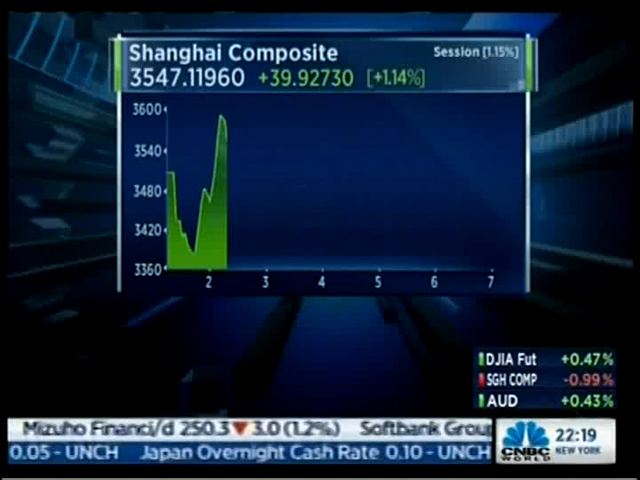 Shanghai Composite
Session [1.15%]
3547.11960 +39.92730 [+1.14%]
3600
3540
3480
3420
3360
2 3 4 5 6 7
DJIA Fut +0.47%
SGH COMP -0.99%
AUD +0.43%
Mizuho Financi/d 250.3▼3.0(1.2%) Softbank Group
0.05 - UNCH Japan Overnight Cash Rate 0.10 - UNCH
CNBC
WORLD
22:19
NEW YORK